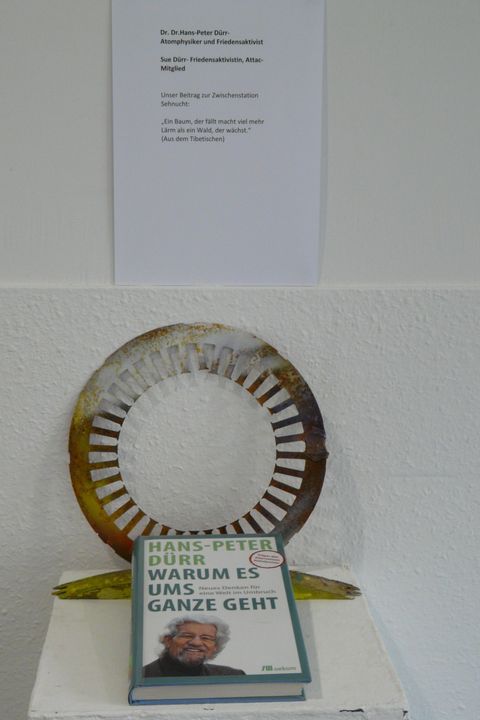 Dr. Dr.Hans-Peter Dürr-
Atomphysiker und Friedensaktivist
Sue Dürr- Friedensaktivistin, Attac-
Mitglied
Unser Beitrag zur Zwischenstation
Sehnucht:
„Ein Baum, der fällt macht viel mehr
Lärm als ein Wald, der wächst.“
(Aus dem Tibetischen)
HANS-PETER
DÜRR
WARUM ES
UMS
Neues Denken für
eine Welt im Umbruch
GANZE GEHT
oekom